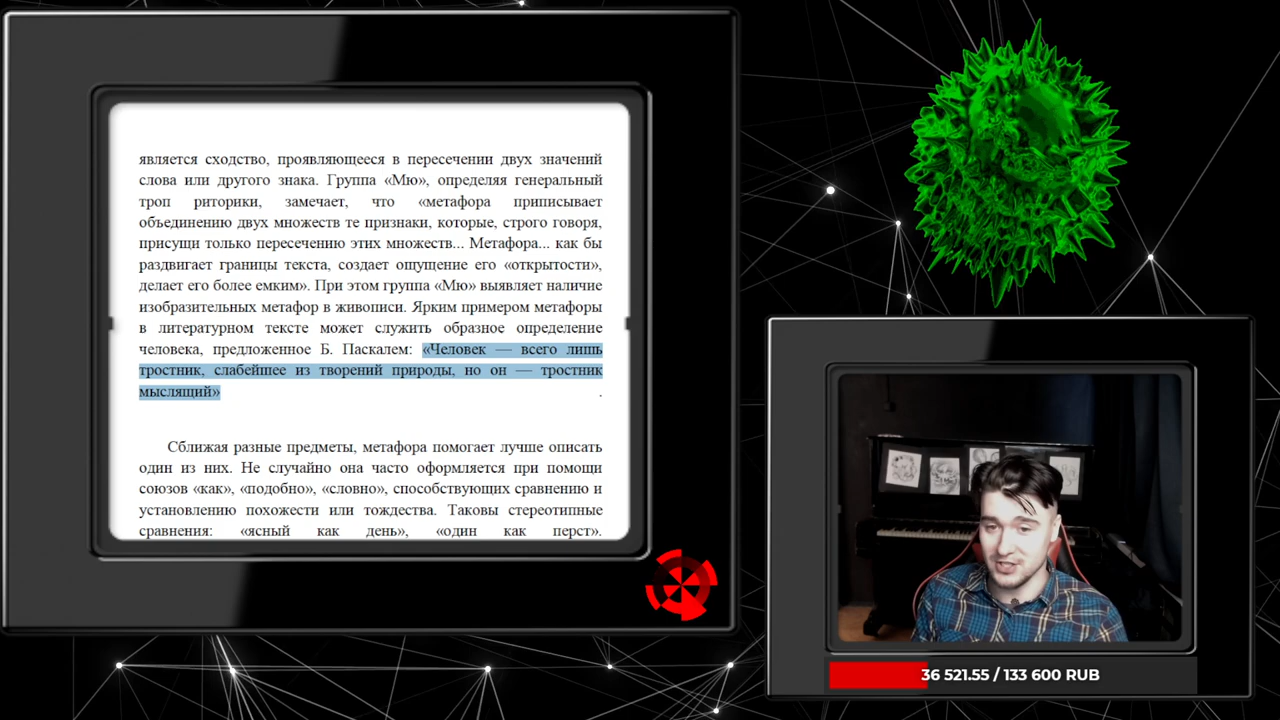 является сходство, проявляющееся в пересечении двух значений
слова или другого знака. Группа «Мю», определяя генеральный
троп риторики, замечает, что «метафора приписывает
объединению двух множеств те признаки, которые, строго говоря,
присущи только пересечению этих множеств... Метафора... как бы
раздвигает границы текста, создает ощущение его «открытости»,
делает его более емким». При этом группа «Мю» выявляет наличие
изобразительных метафор в живописи. Ярким примером метафоры
в литературном тексте может служить образное определение
человека, предложенное Б. Паскалем: «Человек — всего лишь
тростник, слабейшее из творений природы, но он — тростник
мыслящий» .
Сближая разные предметы, метафора помогает лучше описать
один из них. Не случайно она часто оформляется при помощи
союзов «как», «подобно», «словно», способствующих сравнению и
установлению похожести или тождества. Таковы стереотипные
сравнения: «ясный как день», «один как перст».
36 521.55 / 133 600 RUB